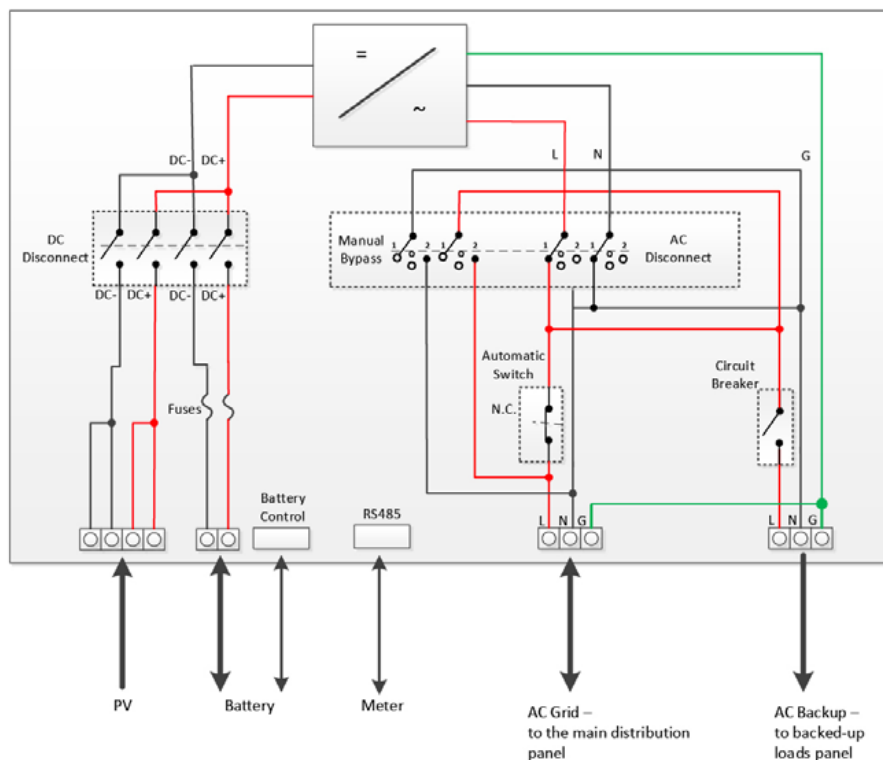 =
~
DC-
DC+
L
N
G
DC
Disconnect
Manual
Bypass
1
2
1
2
1
2
1
2
AC
Disconnect
DC-
DC+
DC-
DC+
Automatic
Switch
N.C.
Circuit
Breaker
Fuses
Battery
Control
RS485
L
N
G
L
N
G
PV
Battery
Meter
AC Grid –
to the main distribution
panel
AC Backup –
to backed-up
loads panel